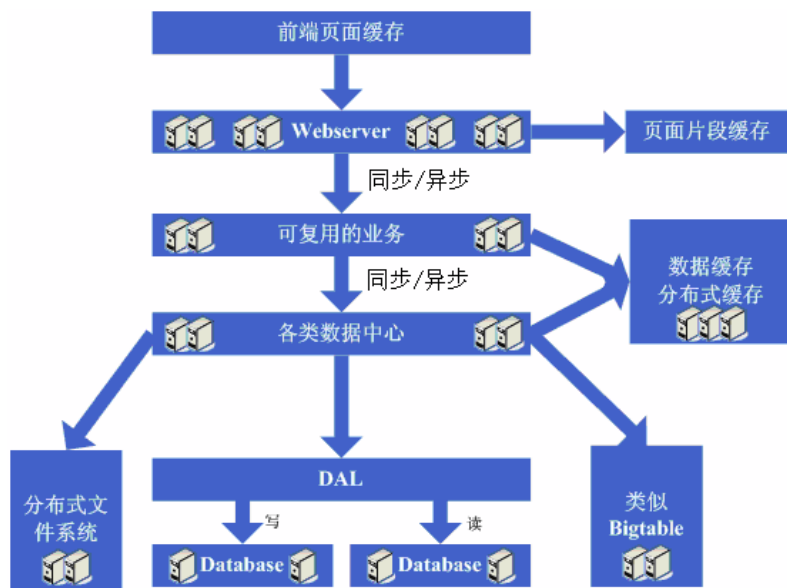 前端页面缓存
Webserver
页面片段缓存
同步/异步
可复用的业务
数据缓存
分布式缓存
同步/异步
各类数据中心
DAL
分布式文
件系统
写
读
类似
Bigtable
Database
Database